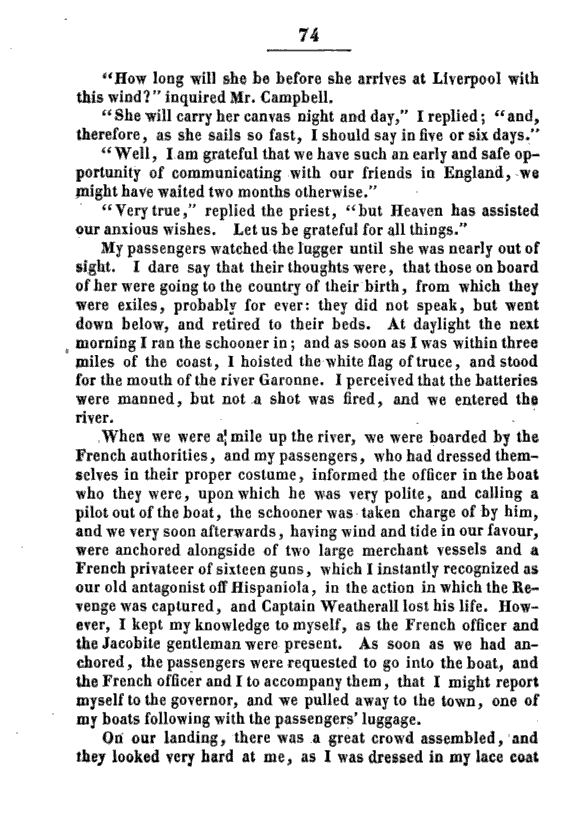 74
“How long will she be before she arrives at Liverpool with
this wind?” inquired Mr. Campbell.
“She will carry her canvas night and day,” I replied; “and,
therefore, as she sails so fast, I should say in five or six days.”
“Well, I am grateful that we have such an early and safe op-
portunity of communicating with our friends in England, we
might have waited two months otherwise.”
“Very true,” replied the priest, “but Heaven has assisted
our anxious wishes. Let us be grateful for all things.”
My passengers watched the lugger until she was nearly out of
sight. I dare say that their thoughts were, that those on board
of her were going to the country of their birth, from which they
were exiles, probably for ever: they did not speak, but went
down below, and retired to their beds. At daylight the next
morning I ran the schooner in; and as soon as I was within three
miles of the coast, I hoisted the white flag of truce, and stood
for the mouth of the river Garonne. I perceived that the batteries
were manned, but not a shot was fired, and we entered the
river.
When we were a mile up the river, we were boarded by the
French authorities, and my passengers, who had dressed them-
selves in their proper costume, informed the officer in the boat
who they were, upon which he was very polite, and calling a
pilot out of the boat, the schooner was taken charge of by him,
and we very soon afterwards, having wind and tide in our favour,
were anchored alongside of two large merchant vessels and a
French privateer of sixteen guns, which I instantly recognized as
our old antagonist off Hispaniola, in the action in which the Re-
venge was captured, and Captain Weatherall lost his life. How-
ever, I kept my knowledge to myself, as the French officer and
the Jacobite gentleman were present. As soon as we had an-
chored, the passengers were requested to go into the boat, and
the French officer and I to accompany them, that I might report
myself to the governor, and we pulled away to the town, one of
my boats following with the passengers’ luggage.
On our landing, there was a great crowd assembled, and
they looked very hard at me, as I was dressed in my lace coat